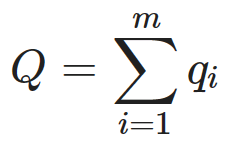 Q = \sum_{i=1}^{m} q_i